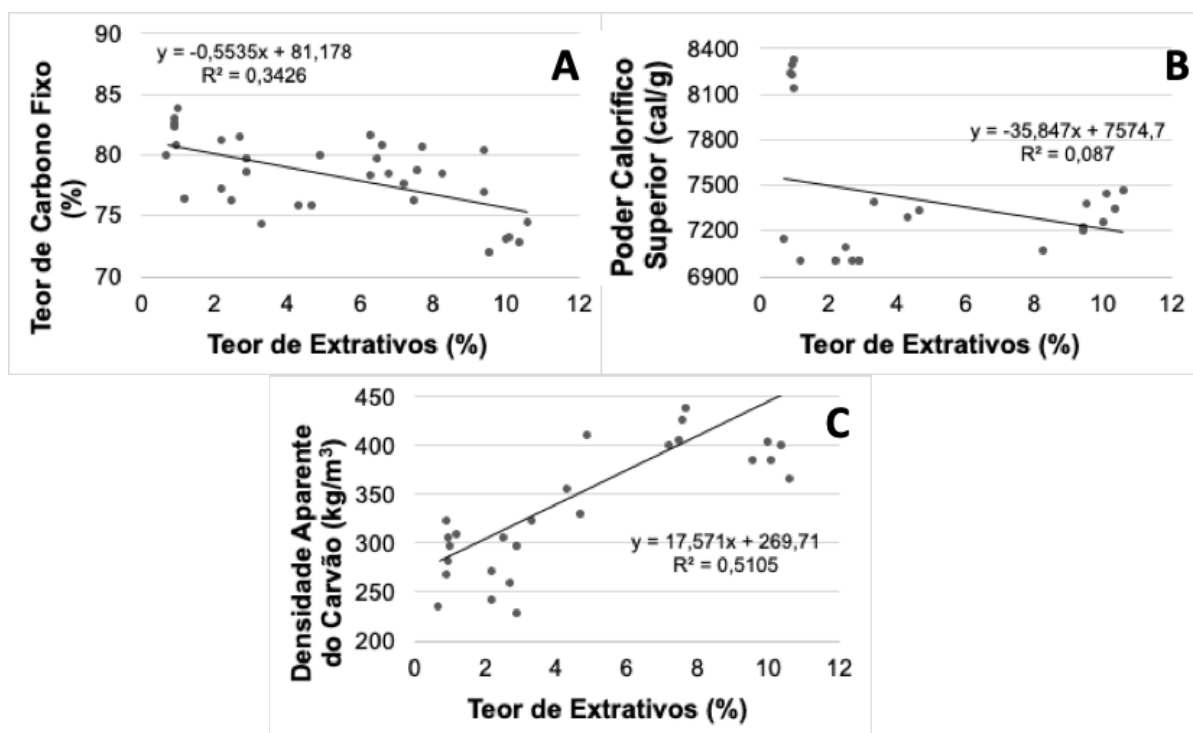 90
85
80
75
70
Teor de Carbono Fixo
(%)
y = -0,5535x + 81,178
R² = 0,3426
A
0 2 4 6 8 10 12
Teor de Extrativos (%)
8400
8100
7800
7500
7200
6900
Poder Calorífico
Superior (cal/g)
B
y = -35,847x + 7574,7
R² = 0,087
0 2 4 6 8 10 12
Teor de Extrativos (%)
450
400
350
300
250
200
Densidade Aparente
do Carvão (kg/m³)
C
y = 17,571x + 269,71
R² = 0,5105
0 2 4 6 8 10 12
Teor de Extrativos (%)